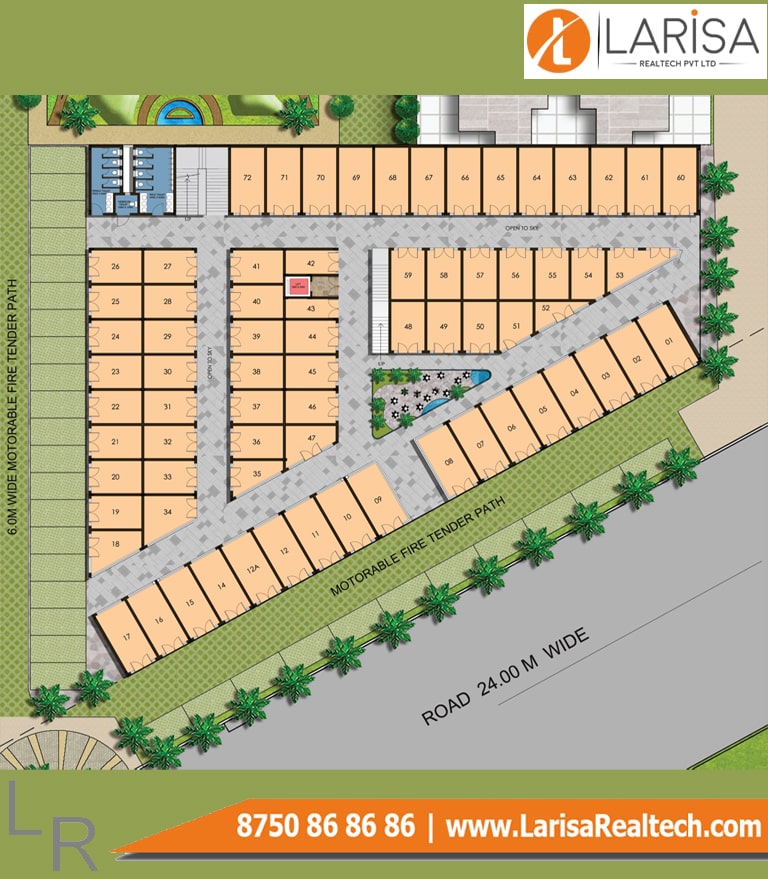 LARiSA
REALTECH PVT LTD
72 71 70 69 68 67 66 65 64 63 62 61 60
UP
OPEN TO SKY
26 27
25 28
24 29
23 30
22 31
21 32
20 33
19 34
18
OPEN TO SKY
41 42
LIFT
40 43
39 44
38 45
37 46
36 47
35
59 58 57 56 55 54 53
48 49 50 51 52
UP
01
02
03
04
05
06
07
08
09
10
11
12
12A
14
15
16
17
6.0M WIDE MOTORABLE FIRE TENDER PATH
MOTORABLE FIRE TENDER PATH
ROAD 24.00 M WIDE
LR
8750 86 86 86 | www.LarisaRealtech.com